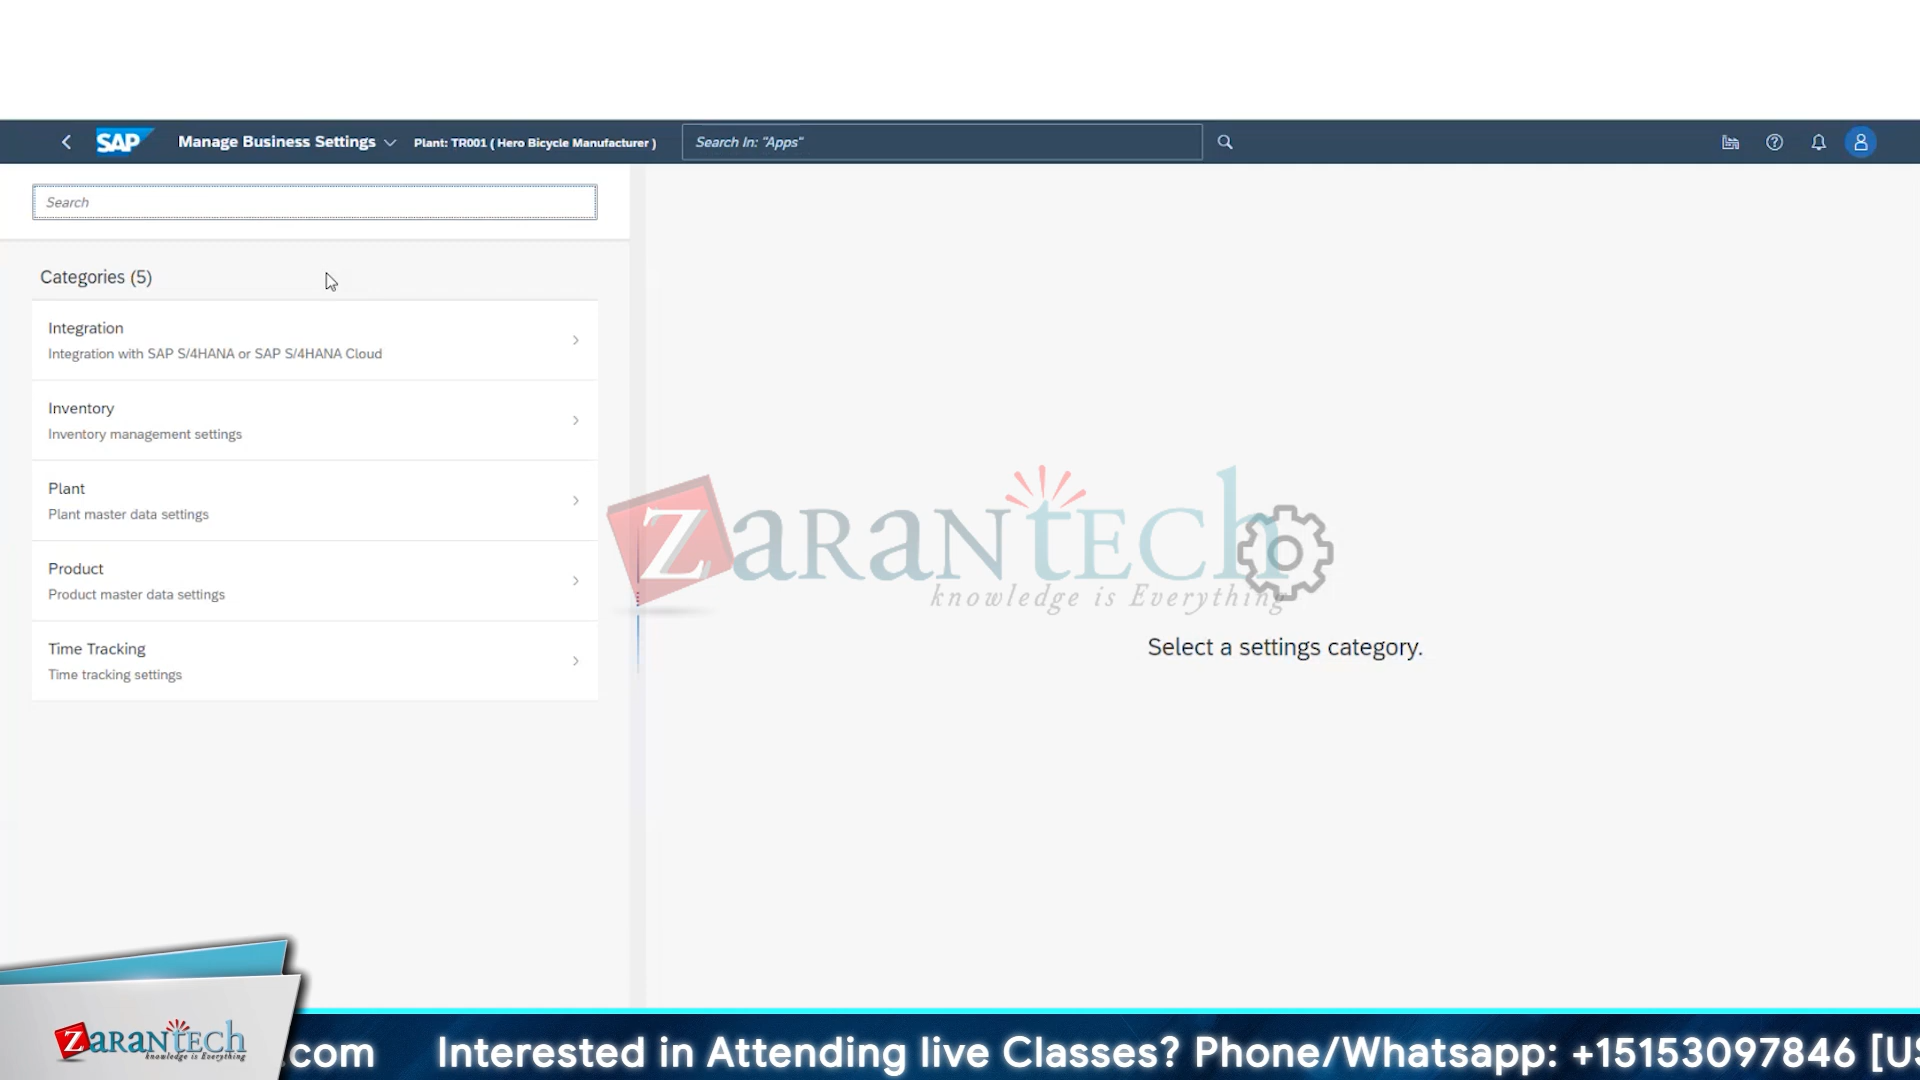 SAP
Manage Business Settings
Plant: TR001 ( Hero Bicycle Manufacturer )
Search In: "Apps"
Search
Categories (5)
Integration
Integration with SAP S/4HANA or SAP S/4HANA Cloud
Inventory
Inventory management settings
Plant
Plant master data settings
Product
Product master data settings
Time Tracking
Time tracking settings
ZaranTech
knowledge is Everything
Select a settings category.
ZaranTech
knowledge is Everything
.com Interested in Attending live Classes? Phone/Whatsapp: +15153097846 [US